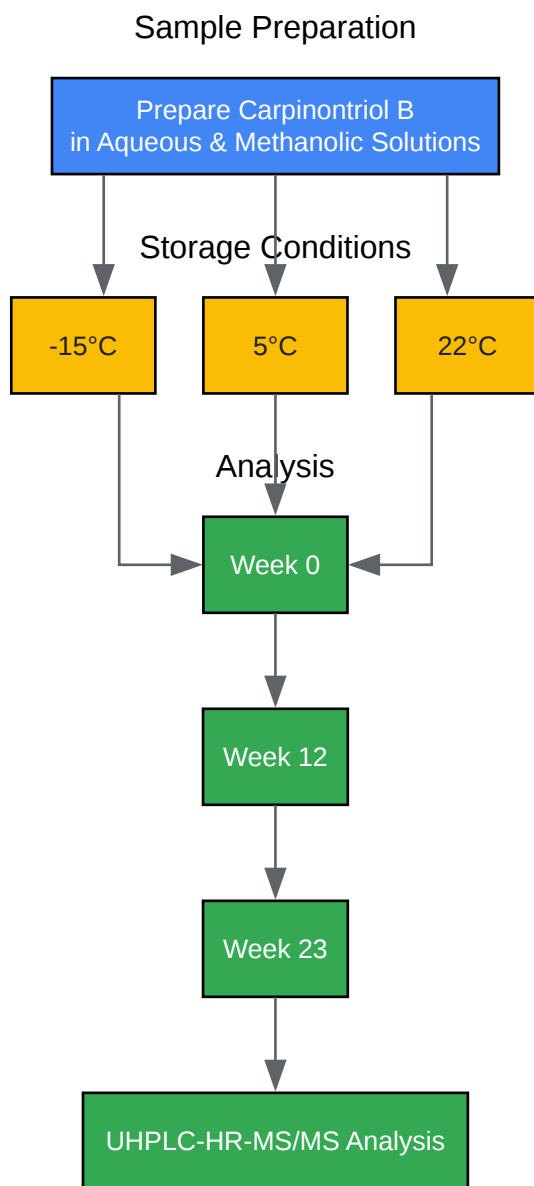 Sample Preparation
Prepare Carpinontriol B
in Aqueous & Methanolic Solutions
Storage Conditions
-15°C
5°C
22°C
Analysis
Week 0
Week 12
Week 23
UHPLC-HR-MS/MS Analysis